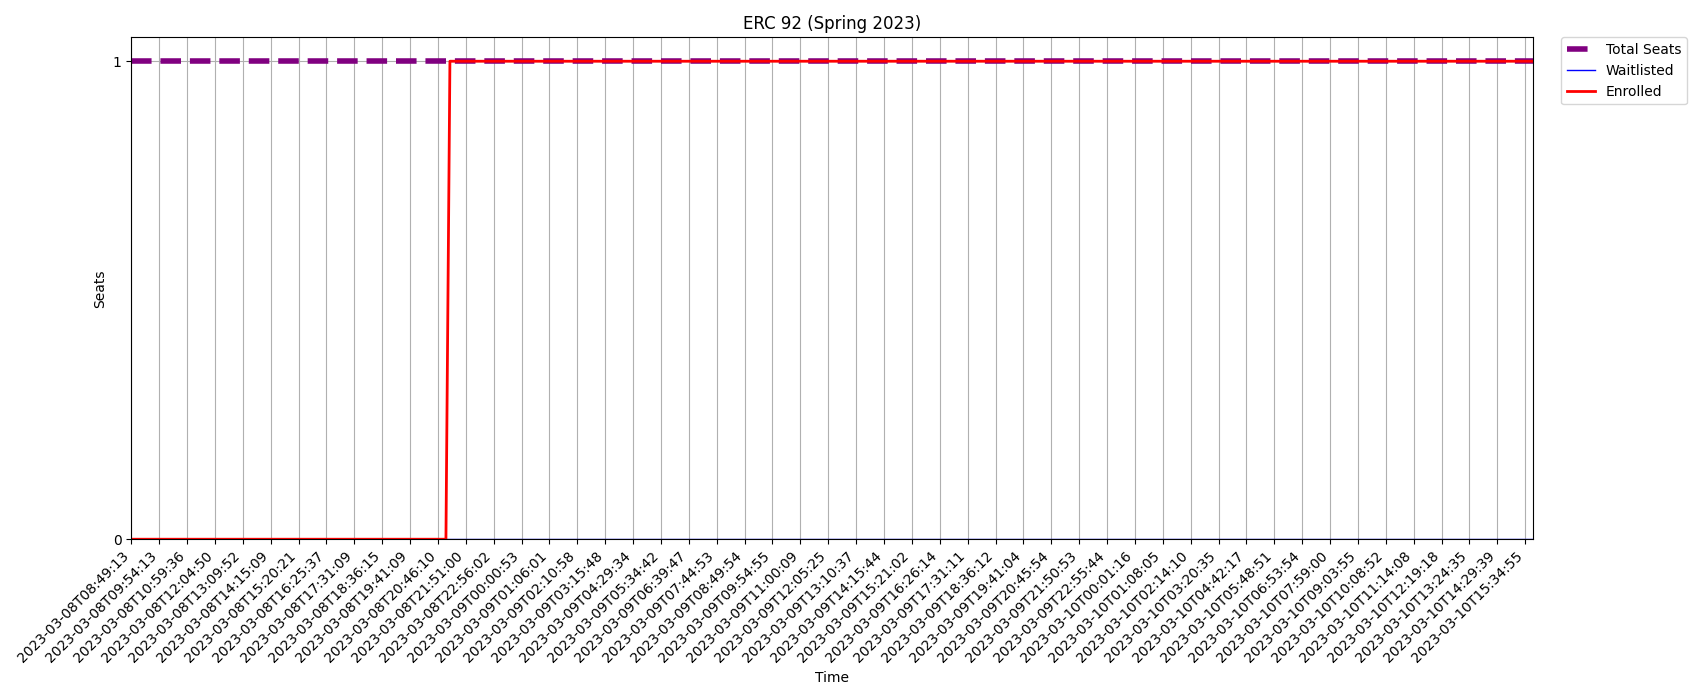 ERC 92 (Spring 2023)
Total Seats
Waitlisted
Enrolled
1
Seats
0
2023-03-08T08:49:13
2023-03-08T09:54:13
2023-03-08T10:59:36
2023-03-08T12:04:50
2023-03-08T13:09:52
2023-03-08T14:15:09
2023-03-08T15:20:21
2023-03-08T16:25:37
2023-03-08T17:31:09
2023-03-08T18:36:15
2023-03-08T19:41:09
2023-03-08T20:46:10
2023-03-08T21:51:00
2023-03-08T22:56:02
2023-03-09T00:00:53
2023-03-09T01:06:01
2023-03-09T02:10:58
2023-03-09T03:15:48
2023-03-09T04:29:34
2023-03-09T05:34:42
2023-03-09T06:39:47
2023-03-09T07:44:53
2023-03-09T08:49:54
2023-03-09T09:54:55
2023-03-09T11:00:09
2023-03-09T12:05:25
2023-03-09T13:10:37
2023-03-09T14:15:44
2023-03-09T15:21:02
2023-03-09T16:26:14
2023-03-09T17:31:11
2023-03-09T18:36:12
2023-03-09T19:41:04
2023-03-09T20:45:54
2023-03-09T21:50:53
2023-03-09T22:55:44
2023-03-10T00:01:16
2023-03-10T01:08:05
2023-03-10T02:14:10
2023-03-10T03:20:35
2023-03-10T04:42:17
2023-03-10T05:48:51
2023-03-10T06:53:54
2023-03-10T07:59:00
2023-03-10T09:03:55
2023-03-10T10:08:52
2023-03-10T11:14:08
2023-03-10T12:19:18
2023-03-10T13:24:35
2023-03-10T14:29:39
2023-03-10T15:34:55
Time